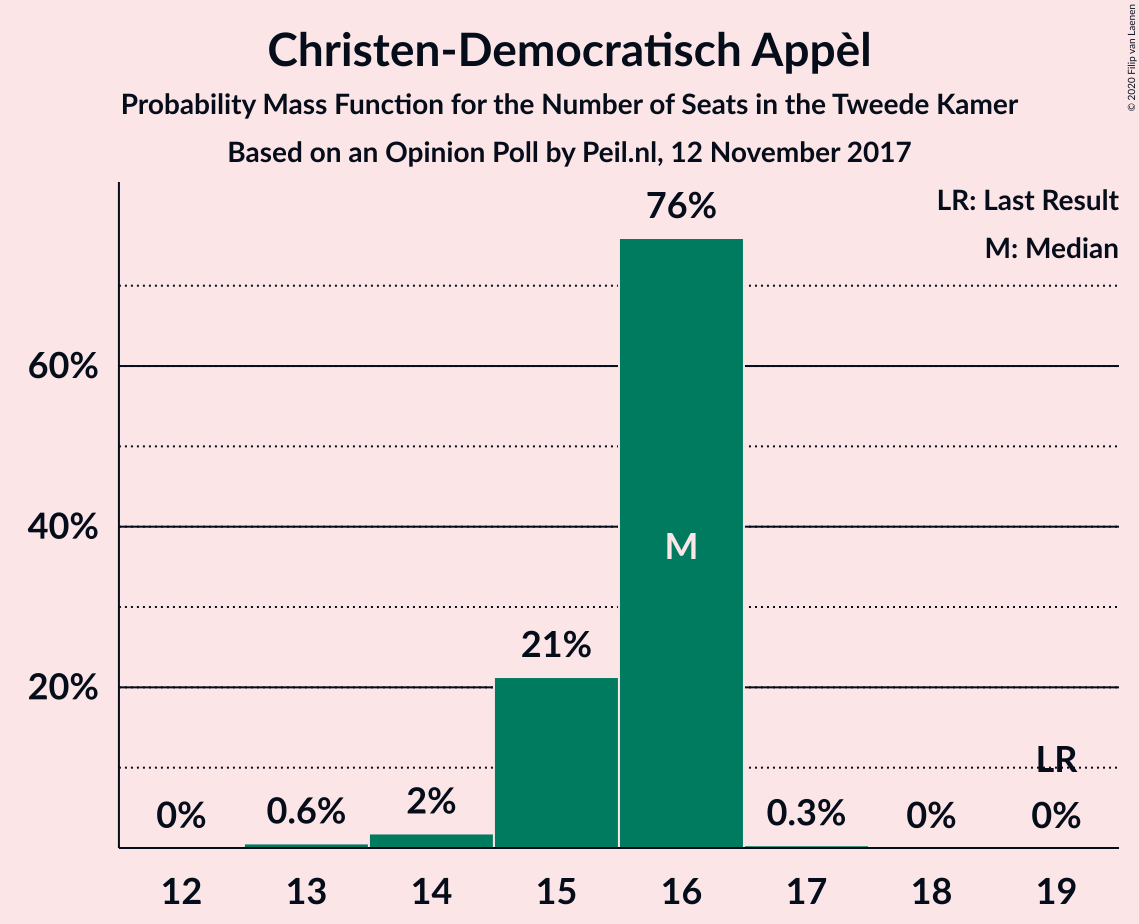 Christen-Democratisch Appèl
Probability Mass Function for the Number of Seats in the Tweede Kamer
Based on an Opinion Poll by Peil.nl, 12 November 2017
© 2020 Filip van Laenen
LR: Last Result
M: Median
76%
60%
40%
M
21%
20%
LR
0%
0.6%
2%
0.3%
0%
0%
12
13
14
15
16
17
18
19